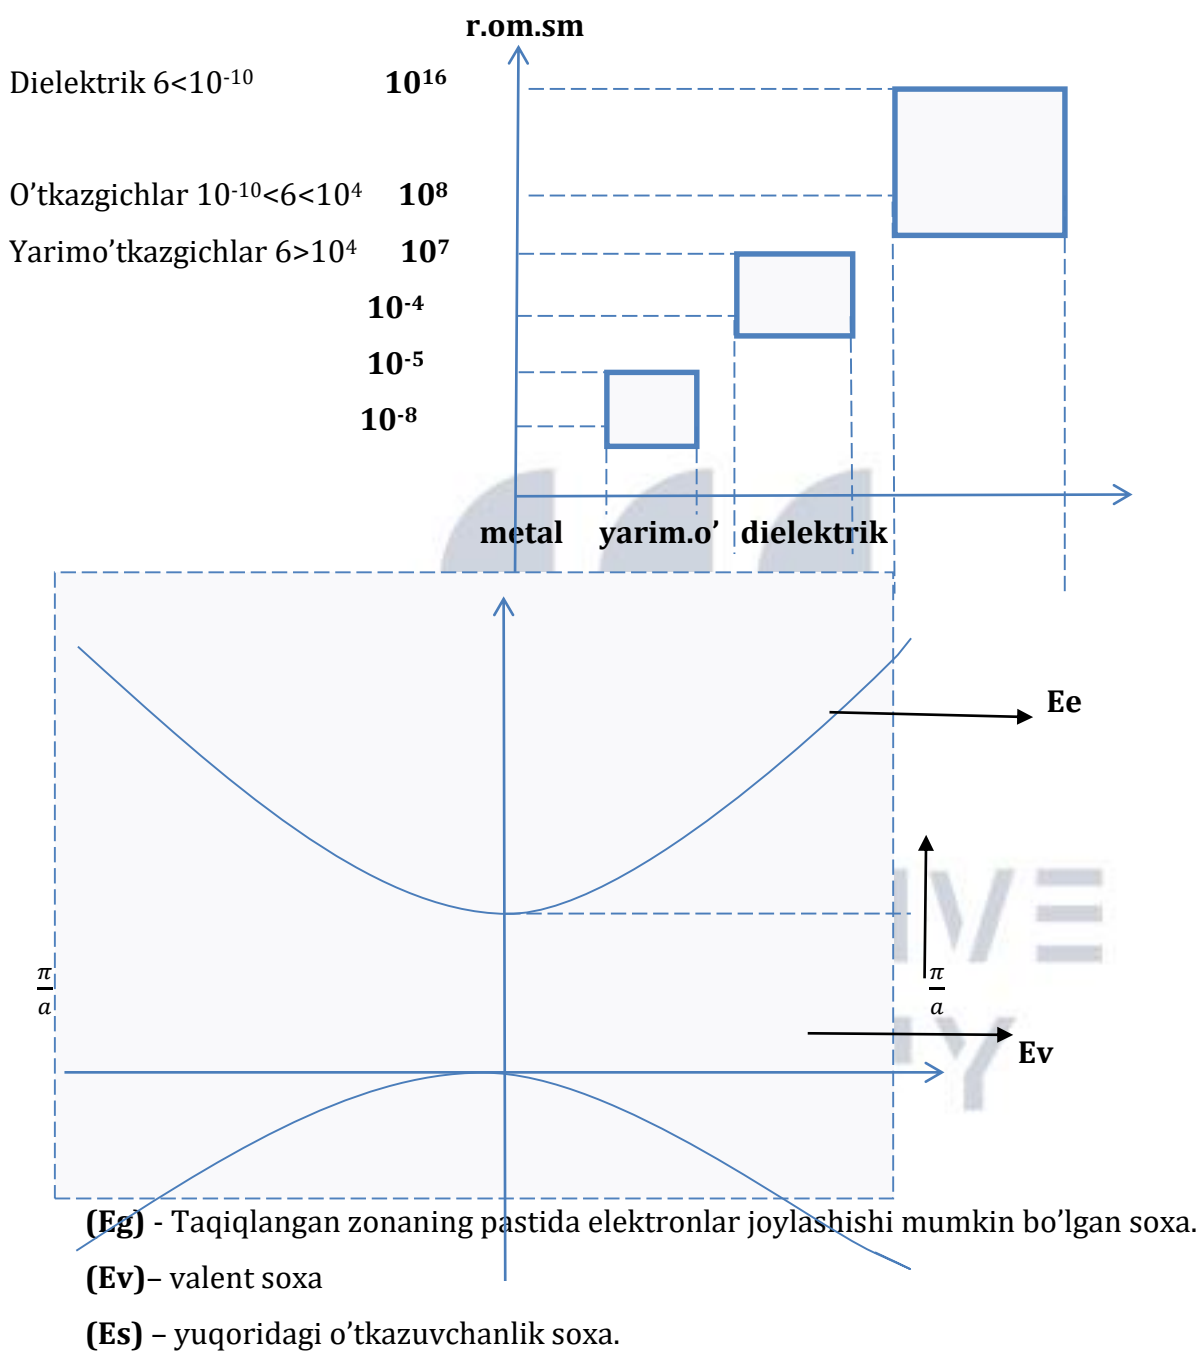 r.om.sm
Dielektrik 6<10⁻¹⁰ 10¹⁶
O’tkazgichlar 10⁻¹⁰<6<10⁴ 10⁸
Yarimo’tkazgichlar 6>10⁴ 10⁷
10⁻⁴
10⁻⁵
10⁻⁸
metal yarim.o’ dielektrik
Ee
IVE
π/a π/a
Ev
(Eg) - Taqiqlangan zonaning pastida elektronlar joylashishi mumkin bo’lgan soxa.
(Ev)– valent soxa
(Es) – yuqoridagi o’tkazuvchanlik soxa.